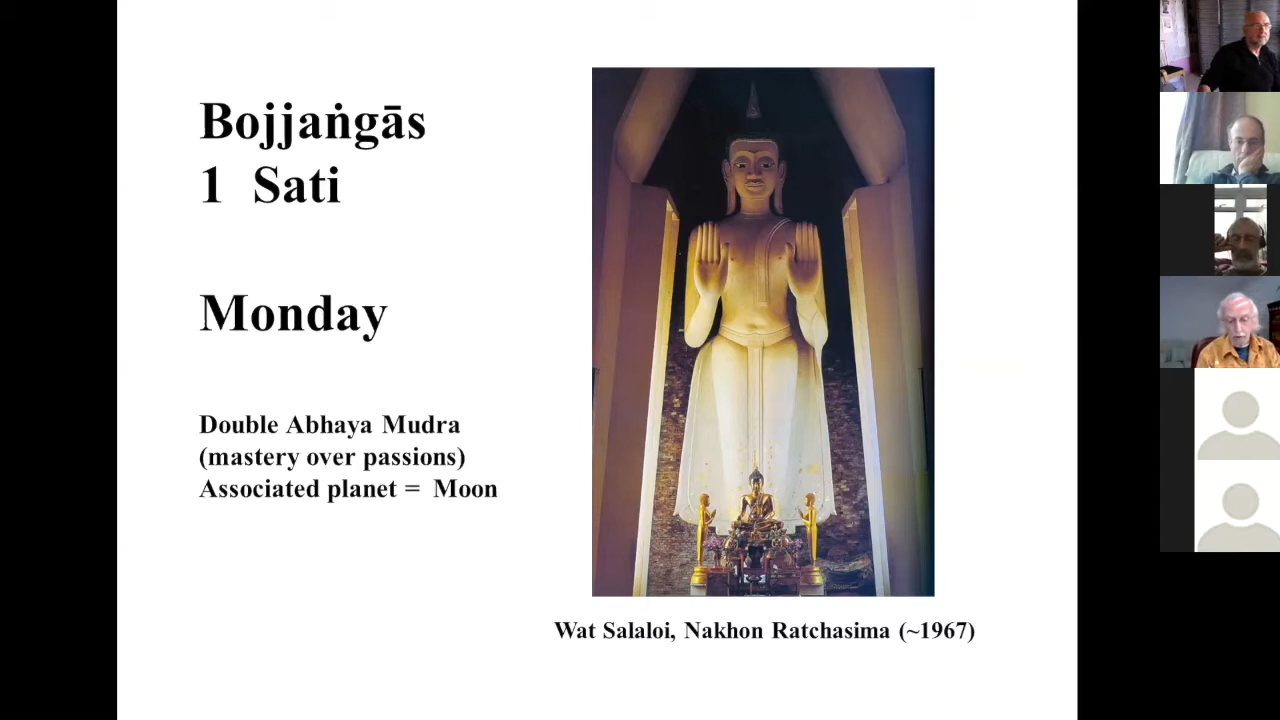 Bojjaṅgās
1 Sati
Monday
Double Abhaya Mudra
(mastery over passions)
Associated planet = Moon
Wat Salaloi, Nakhon Ratchasima (~1967)